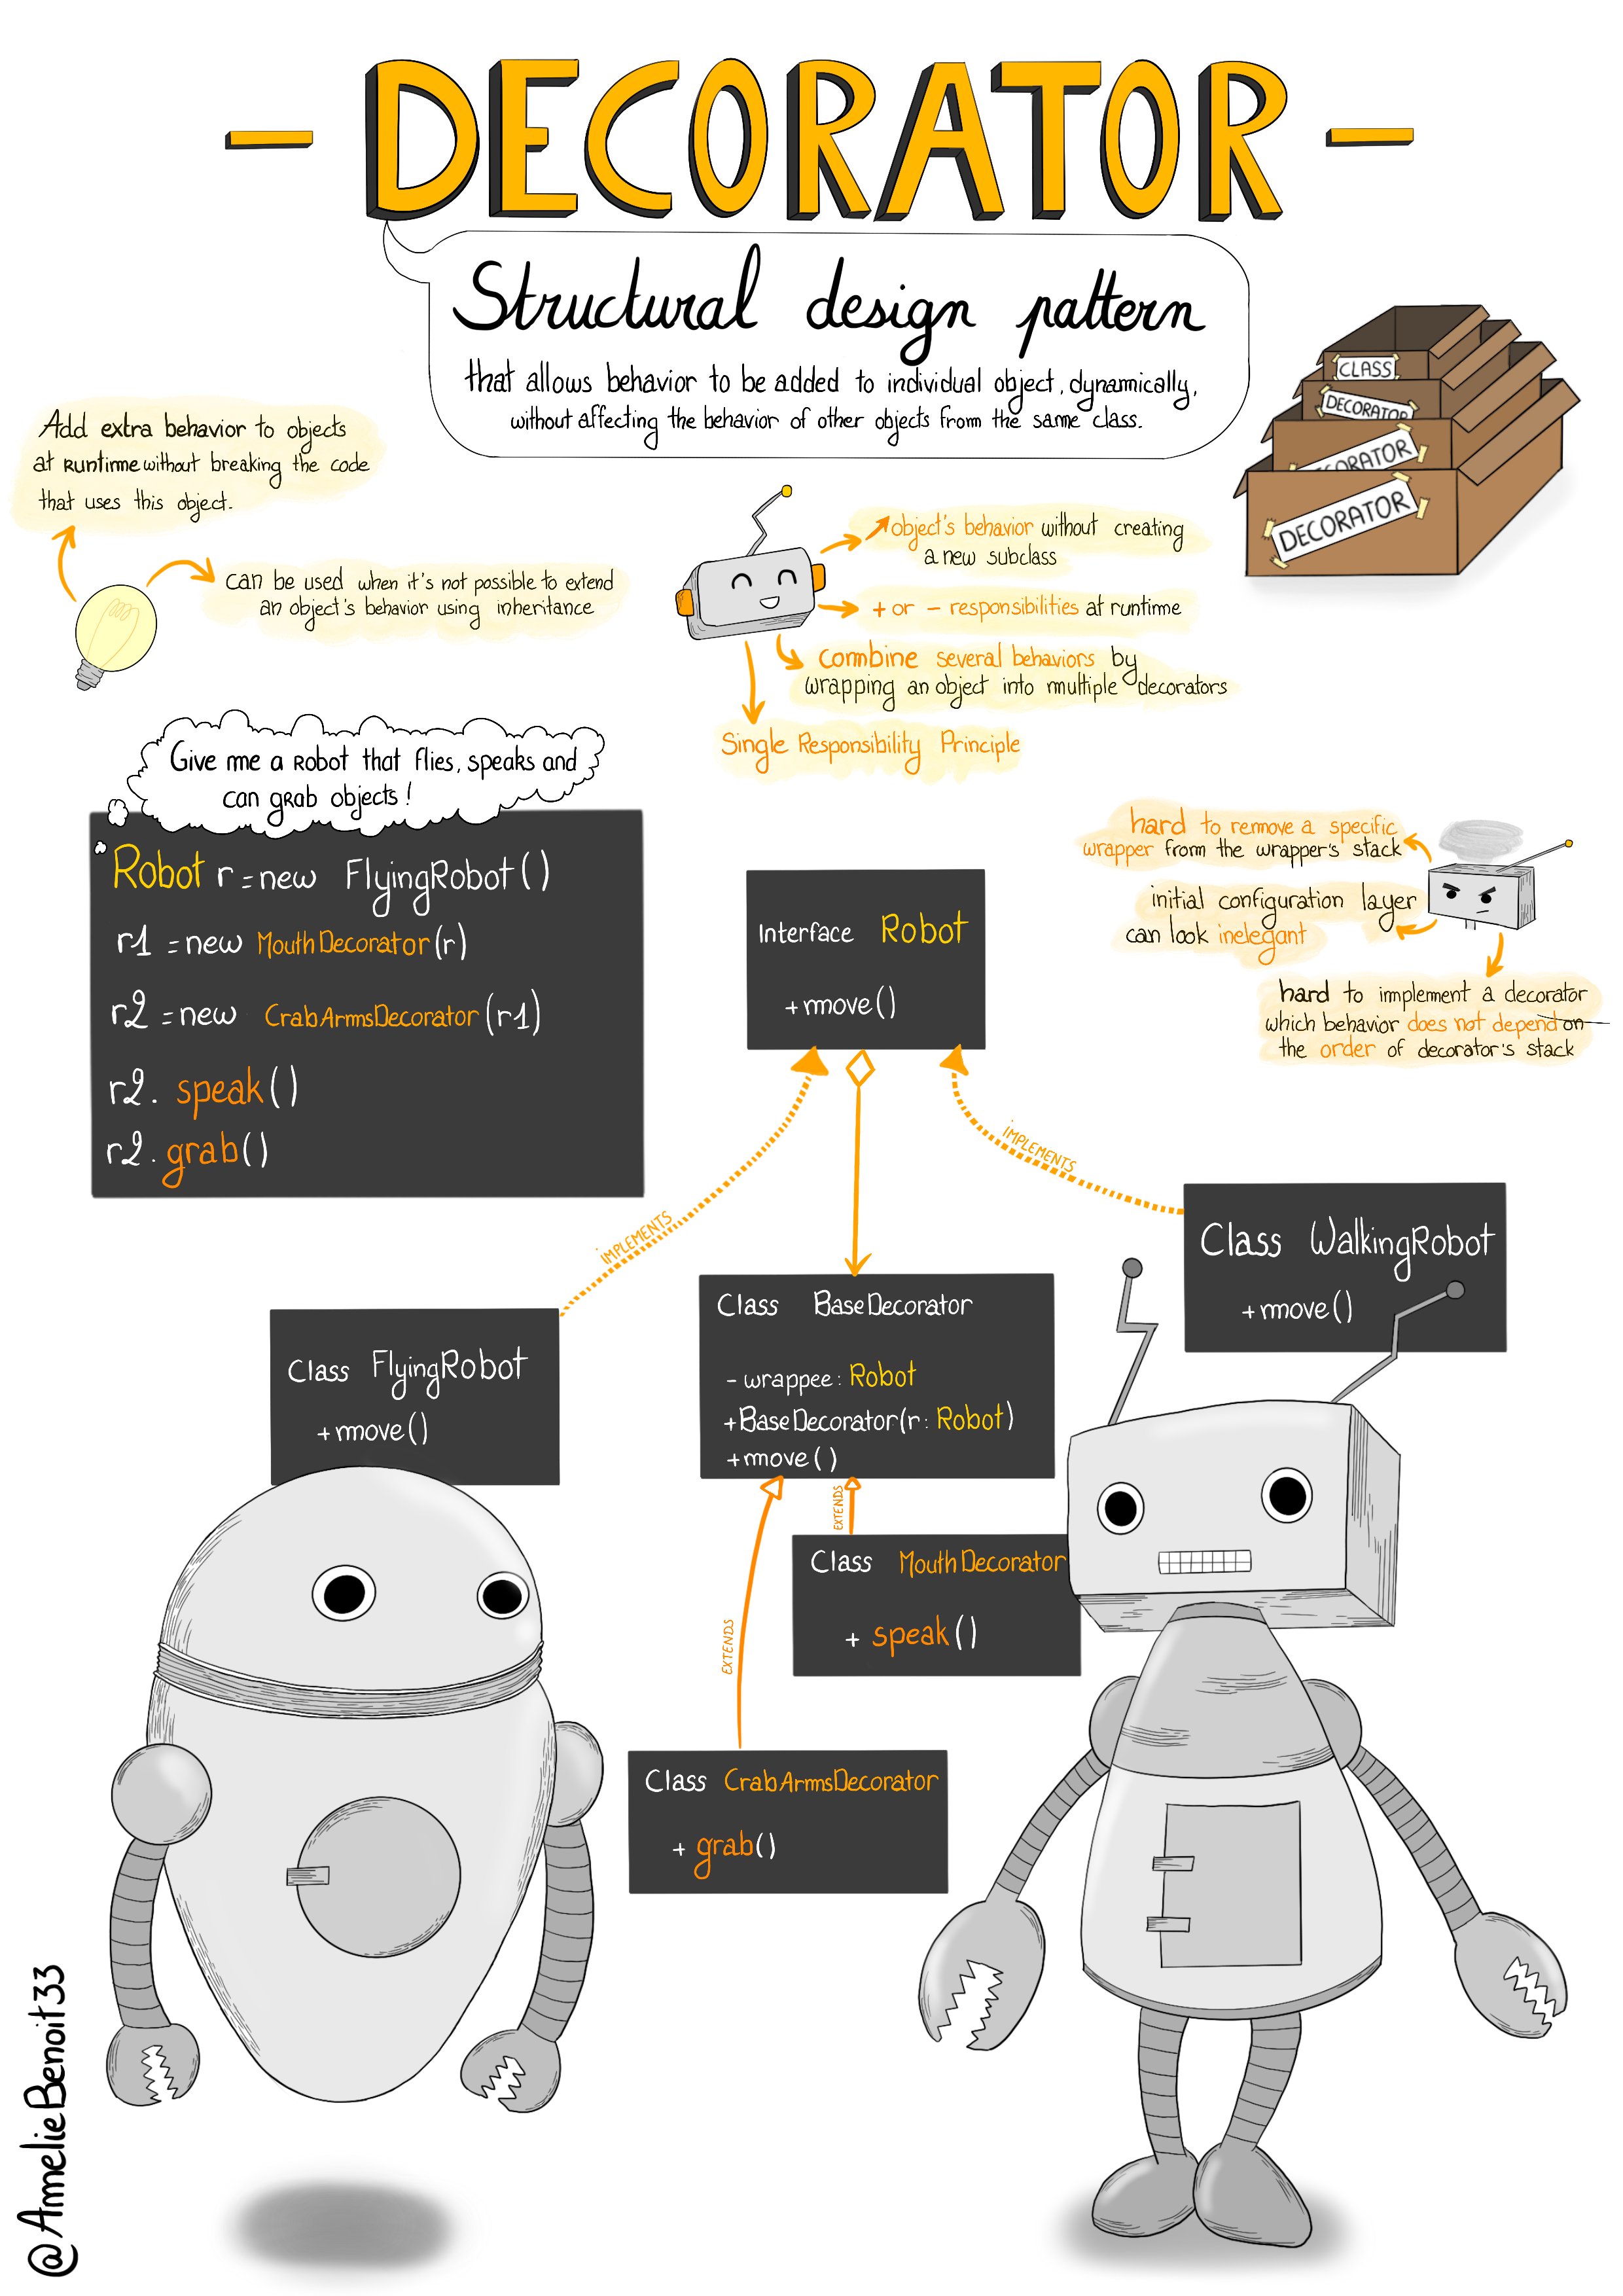 - DECORATOR -
Structural design pattern
that allows behavior to be added to individual object, dynamically,
without affecting the behavior of other objects from the same class.
CLASS
DECORATOR
DECORATOR
DECORATOR
Add extra behavior to objects
at runtime without breaking the code
that uses this object.
can be used when it's not possible to extend
an object's behavior using inheritance
object's behavior without creating
a new subclass
+ or - responsibilities at runtime
combine several behaviors by
wrapping an object into multiple decorators
Single Responsibility Principle
Give me a robot that flies, speaks and
can grab objects!
Robot r = new FlyingRobot()
r1 = new MouthDecorator(r)
r2 = new CrabArmsDecorator(r1)
r2. speak()
r2. grab()
hard to remove a specific
wrapper from the wrapper's stack
initial configuration layer
can look inelegant
hard to implement a decorator
which behavior does not depend on
the order of decorator's stack
Interface Robot
+ move()
IMPLEMENTS
IMPLEMENTS
Class WalkingRobot
+ move()
Class FlyingRobot
+ move()
Class BaseDecorator
- wrappee: Robot
+ BaseDecorator(r: Robot)
+ move()
EXTENDS
EXTENDS
Class MouthDecorator
+ speak()
Class CrabArmsDecorator
+ grab()
@AmelieBenoit33